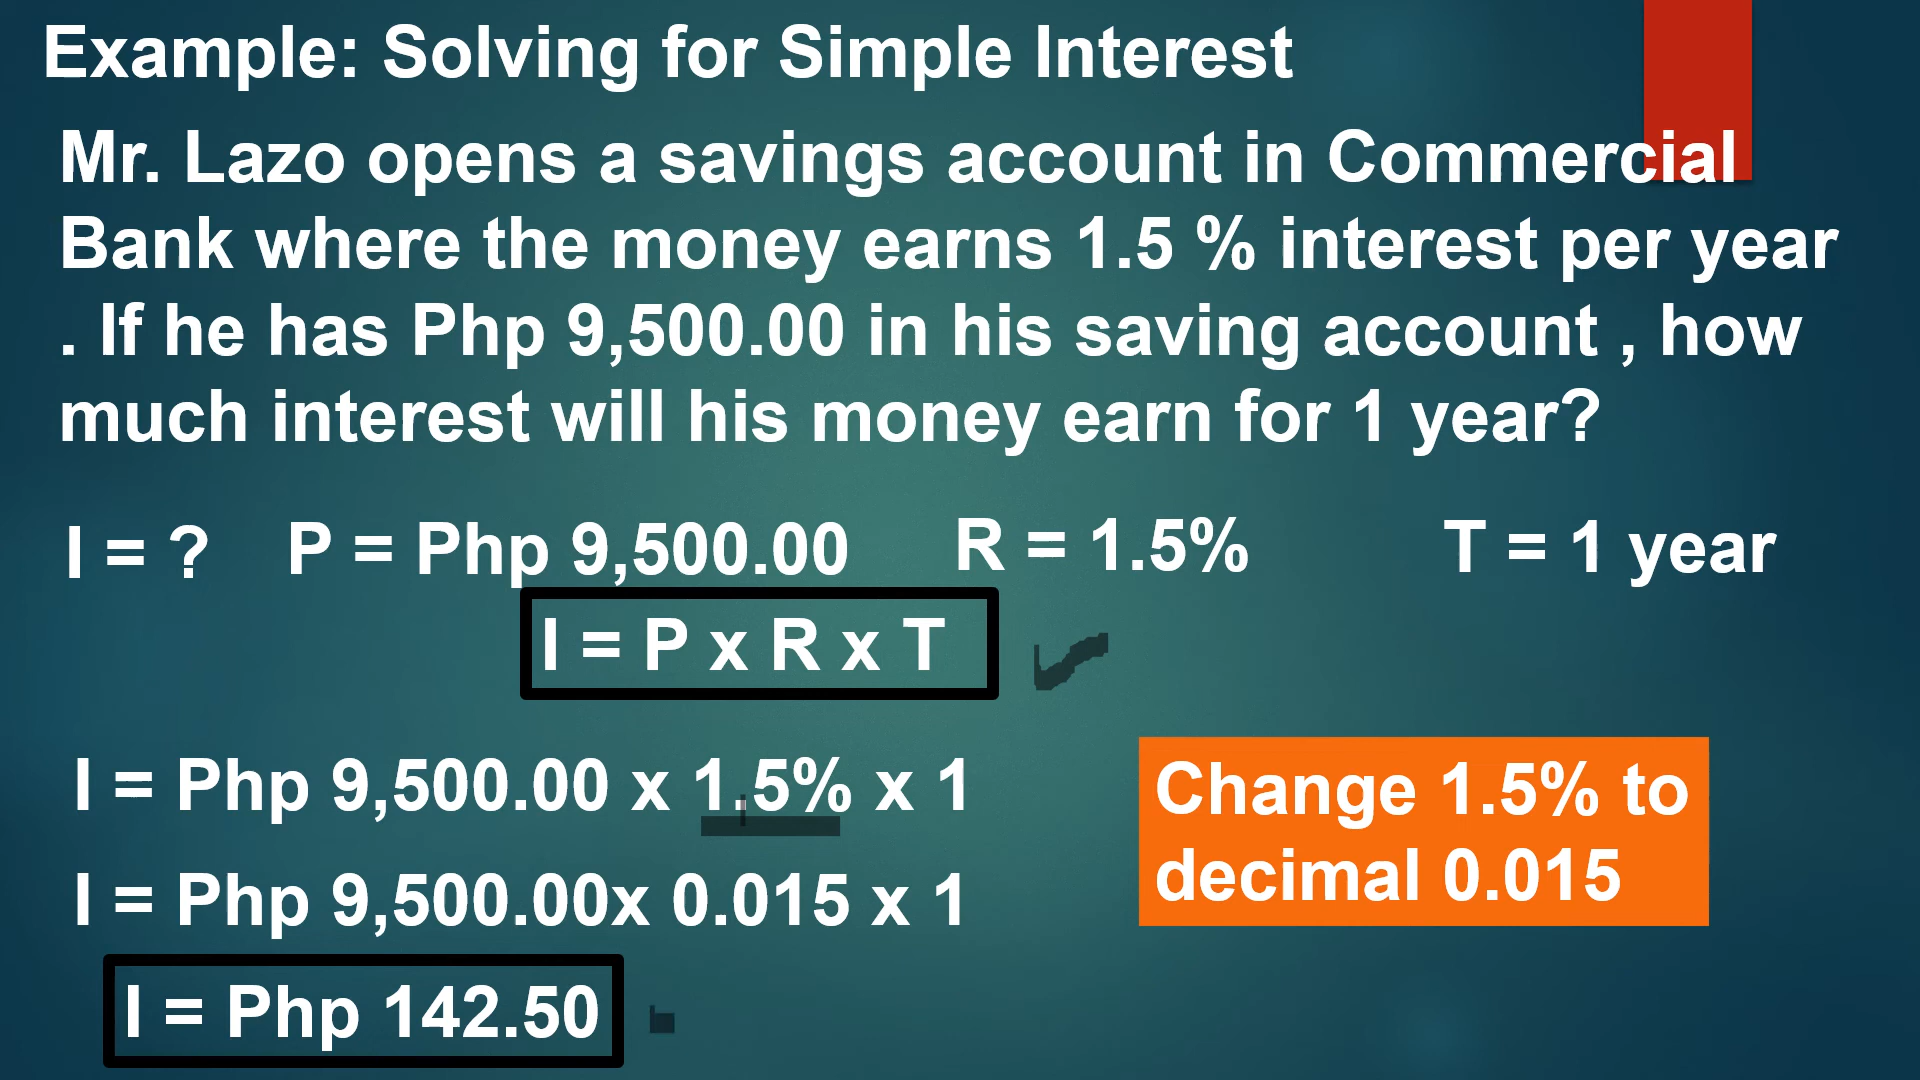 Example: Solving for Simple Interest
Mr. Lazo opens a savings account in Commercial
Bank where the money earns 1.5 % interest per year
. If he has Php 9,500.00 in his saving account , how
much interest will his money earn for 1 year?
I = ? P = Php 9,500.00 R = 1.5% T = 1 year
I = P x R x T
I = Php 9,500.00 x 1.5% x 1
Change 1.5% to
decimal 0.015
I = Php 9,500.00x 0.015 x 1
I = Php 142.50